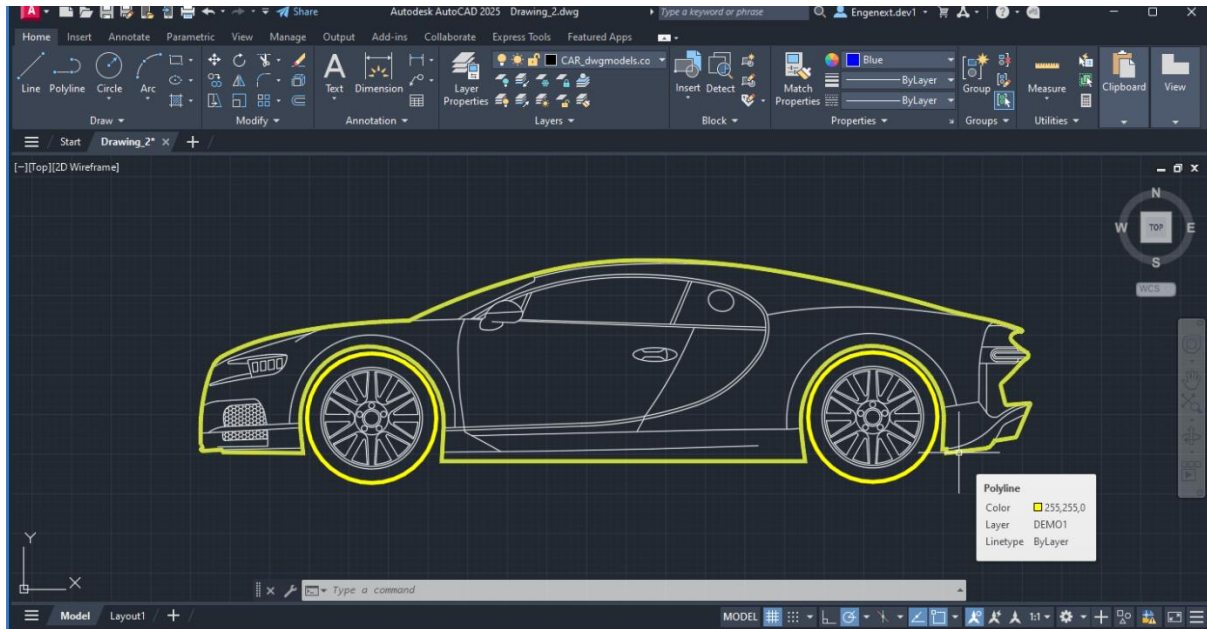 A Share Autodesk AutoCAD 2025 Drawing_2.dwg Type a keyword or phrase Engenext.dev1
Home Insert Annotate Parametric View Manage Output Add-ins Collaborate Express Tools Featured Apps
CAR_dwgmodels.co Blue
ByLayer
ByLayer
Line Polyline Circle Arc Text Dimension Layer Properties Insert Detect Match Properties Group Measure Clipboard View
Draw Modify Annotation Layers Block Properties Groups Utilities
Start Drawing_2* +
[−][Top][2D Wireframe]
N
W TOP E
S
WCS
Polyline
Color 255,255,0
Layer DEMO1
Linetype ByLayer
Y
X
Type a command
Model Layout1 + MODEL 1:1